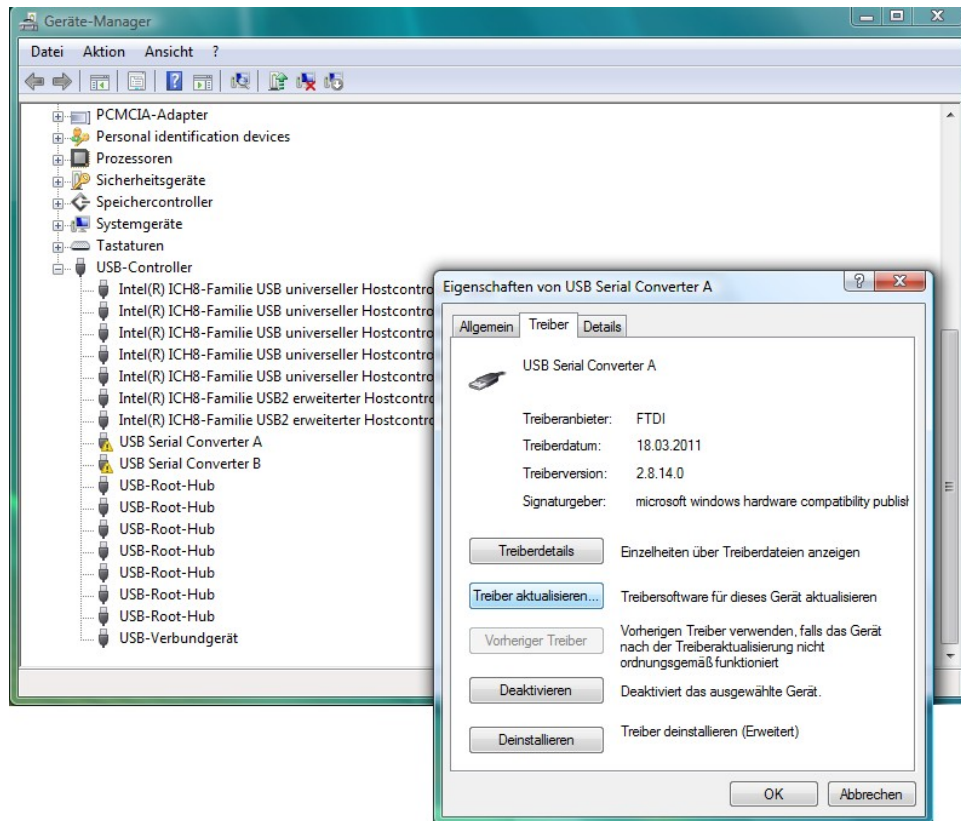 Geräte-Manager
Datei Aktion Ansicht ?
PCMCIA-Adapter
Personal identification devices
Prozessoren
Sicherheitsgeräte
Speichercontroller
Systemgeräte
Tastaturen
USB-Controller
Intel(R) ICH8-Familie USB universeller Hostcontro
Intel(R) ICH8-Familie USB universeller Hostcontro
Intel(R) ICH8-Familie USB universeller Hostcontro
Intel(R) ICH8-Familie USB universeller Hostcontro
Intel(R) ICH8-Familie USB universeller Hostcontro
Intel(R) ICH8-Familie USB2 erweiterter Hostcontro
Intel(R) ICH8-Familie USB2 erweiterter Hostcontro
USB Serial Converter A
USB Serial Converter B
USB-Root-Hub
USB-Root-Hub
USB-Root-Hub
USB-Root-Hub
USB-Root-Hub
USB-Root-Hub
USB-Root-Hub
USB-Verbundgerät
Eigenschaften von USB Serial Converter A
Allgemein Treiber Details
USB Serial Converter A
Treiberanbieter: FTDI
Treiberdatum: 18.03.2011
Treiberversion: 2.8.14.0
Signaturgeber: microsoft windows hardware compatibility publish
Treiberdetails Einzelheiten über Treiberdateien anzeigen
Treiber aktualisieren... Treibersoftware für dieses Gerät aktualisieren
Vorheriger Treiber Vorherigen Treiber verwenden, falls das Gerät
nach der Treiberaktualisierung nicht
ordnungsgemäß funktioniert
Deaktivieren Deaktiviert das ausgewählte Gerät.
Deinstallieren Treiber deinstallieren (Erweitert)
OK Abbrechen